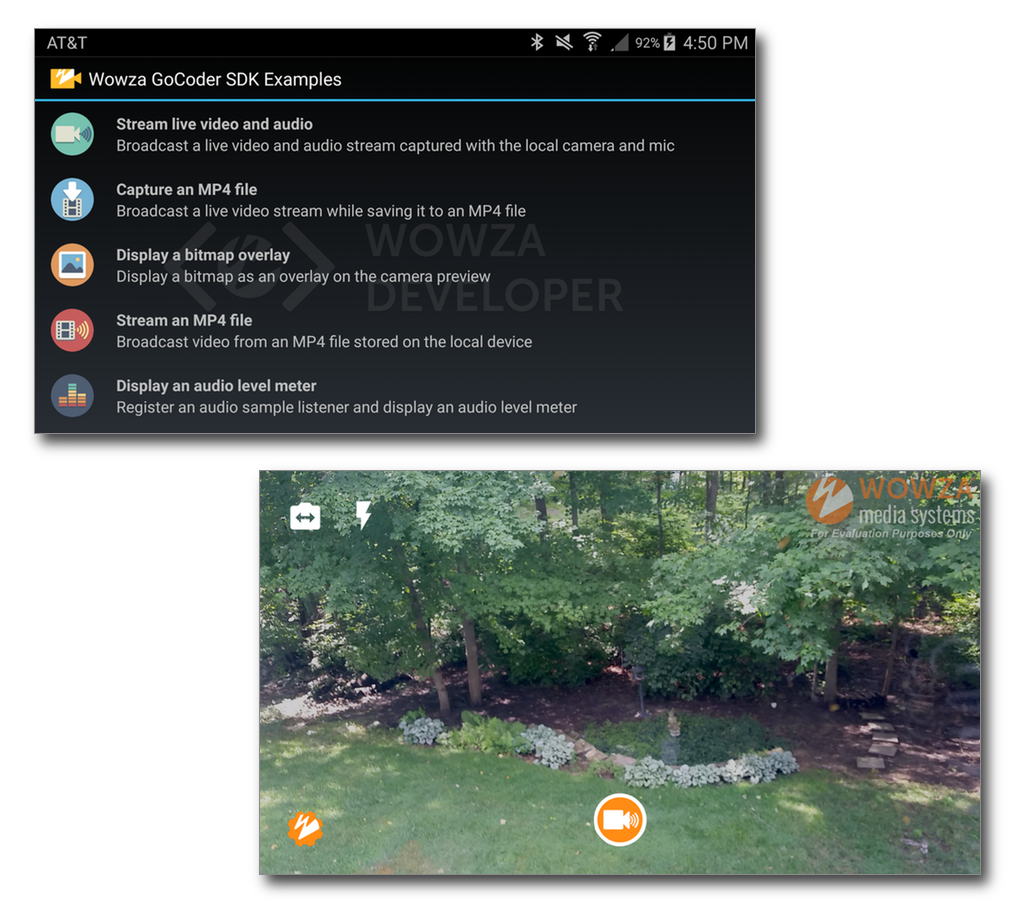 AT&T 92% 4:50 PM
Wowza GoCoder SDK Examples
Stream live video and audio
Broadcast a live video and audio stream captured with the local camera and mic
Capture an MP4 file
Broadcast a live video stream while saving it to an MP4 file
WOWZA
DEVELOPER
Display a bitmap overlay
Display a bitmap as an overlay on the camera preview
Stream an MP4 file
Broadcast video from an MP4 file stored on the local device
Display an audio level meter
Register an audio sample listener and display an audio level meter
WOWZA
media systems
For Evaluation Purposes Only